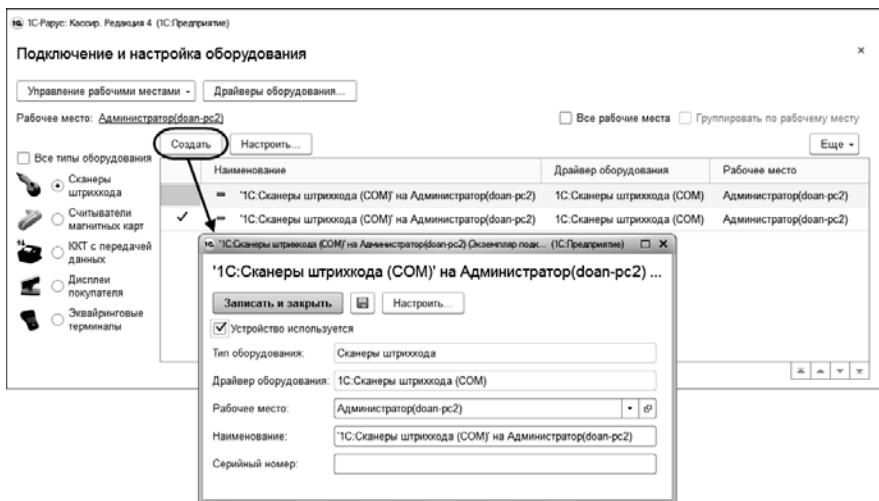 1С-Рарус: Кассир. Редакция 4 (1С:Предприятие)
Подключение и настройка оборудования
Управление рабочими местами
Драйверы оборудования...
Рабочее место: Администратор(doan-pc2)
Все рабочие места
Группировать по рабочему месту
Создать
Настроить...
Еще
Все типы оборудования
Сканеры
штрихкода
Считыватели
магнитных карт
ККТ с передачей
данных
Дисплеи
покупателя
Эквайринговые
терминалы
Наименование Драйвер оборудования Рабочее место
'1С:Сканеры штрихкода (COM)' на Администратор(doan-pc2) 1С:Сканеры штрихкода (COM) Администратор(doan-pc2)
'1С:Сканеры штрихкода (COM)' на Администратор(doan-pc2) 1С:Сканеры штрихкода (COM) Администратор(doan-pc2)
'1С:Сканеры штрихкода (COM)' на Администратор(doan-pc2) (Экземпляр подк... (1С:Предприятие)
'1С:Сканеры штрихкода (COM)' на Администратор(doan-pc2) ...
Записать и закрыть
Настроить...
Устройство используется
Тип оборудования: Сканеры штрихкода
Драйвер оборудования: 1С:Сканеры штрихкода (COM)
Рабочее место: Администратор(doan-pc2)
Наименование: '1С:Сканеры штрихкода (COM)' на Администратор(doan-pc2)
Серийный номер: